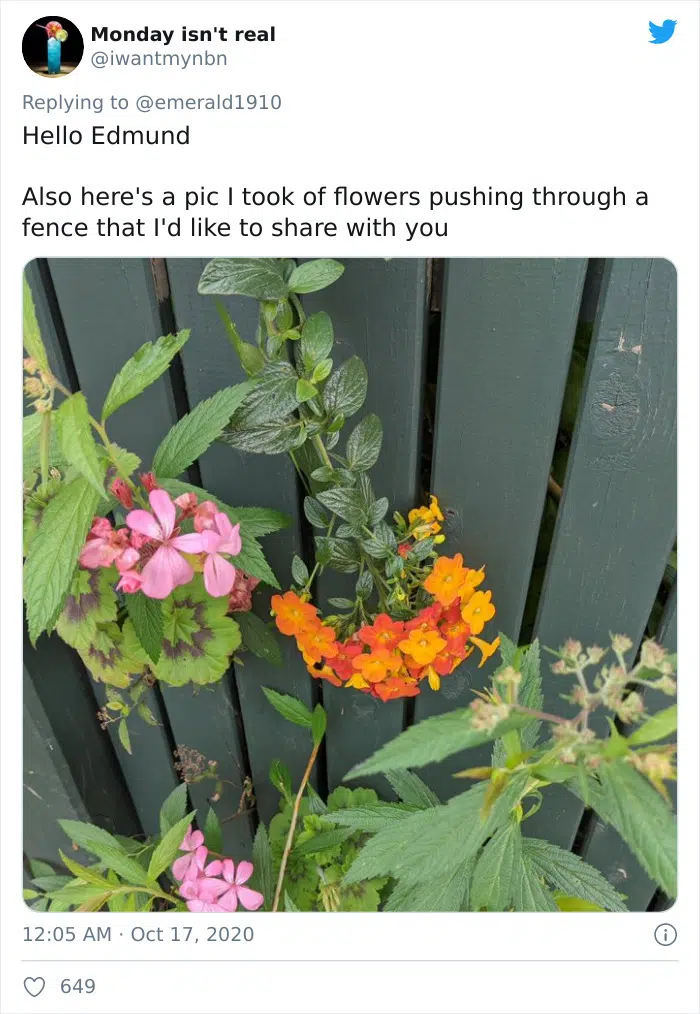 Monday isn't real
@iwantmynbn
Replying to @emerald1910
Hello Edmund
Also here's a pic I took of flowers pushing through a
fence that I'd like to share with you
12:05 AM · Oct 17, 2020
649